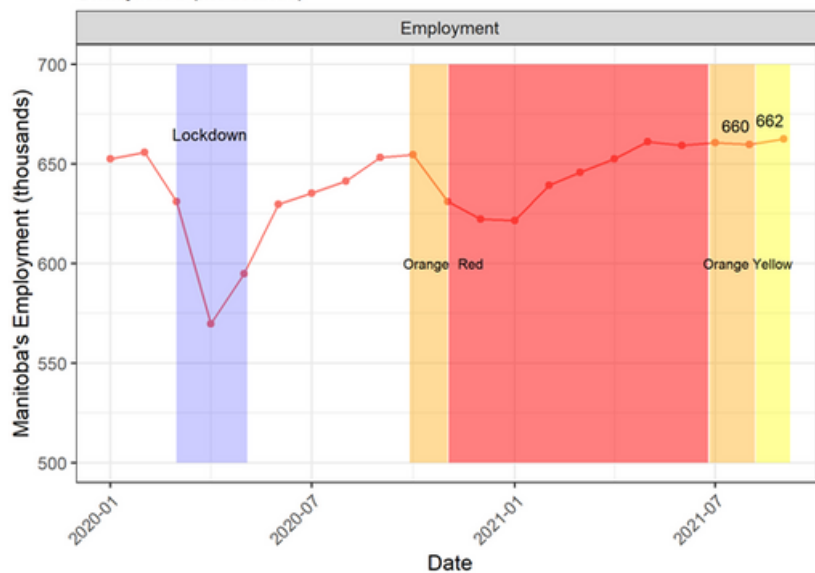 Employment
700
650
600
550
500
Manitoba's Employment (thousands)
Lockdown
Orange Red
660
662
Orange Yellow
2020-01
2020-07
2021-01
2021-07
Date